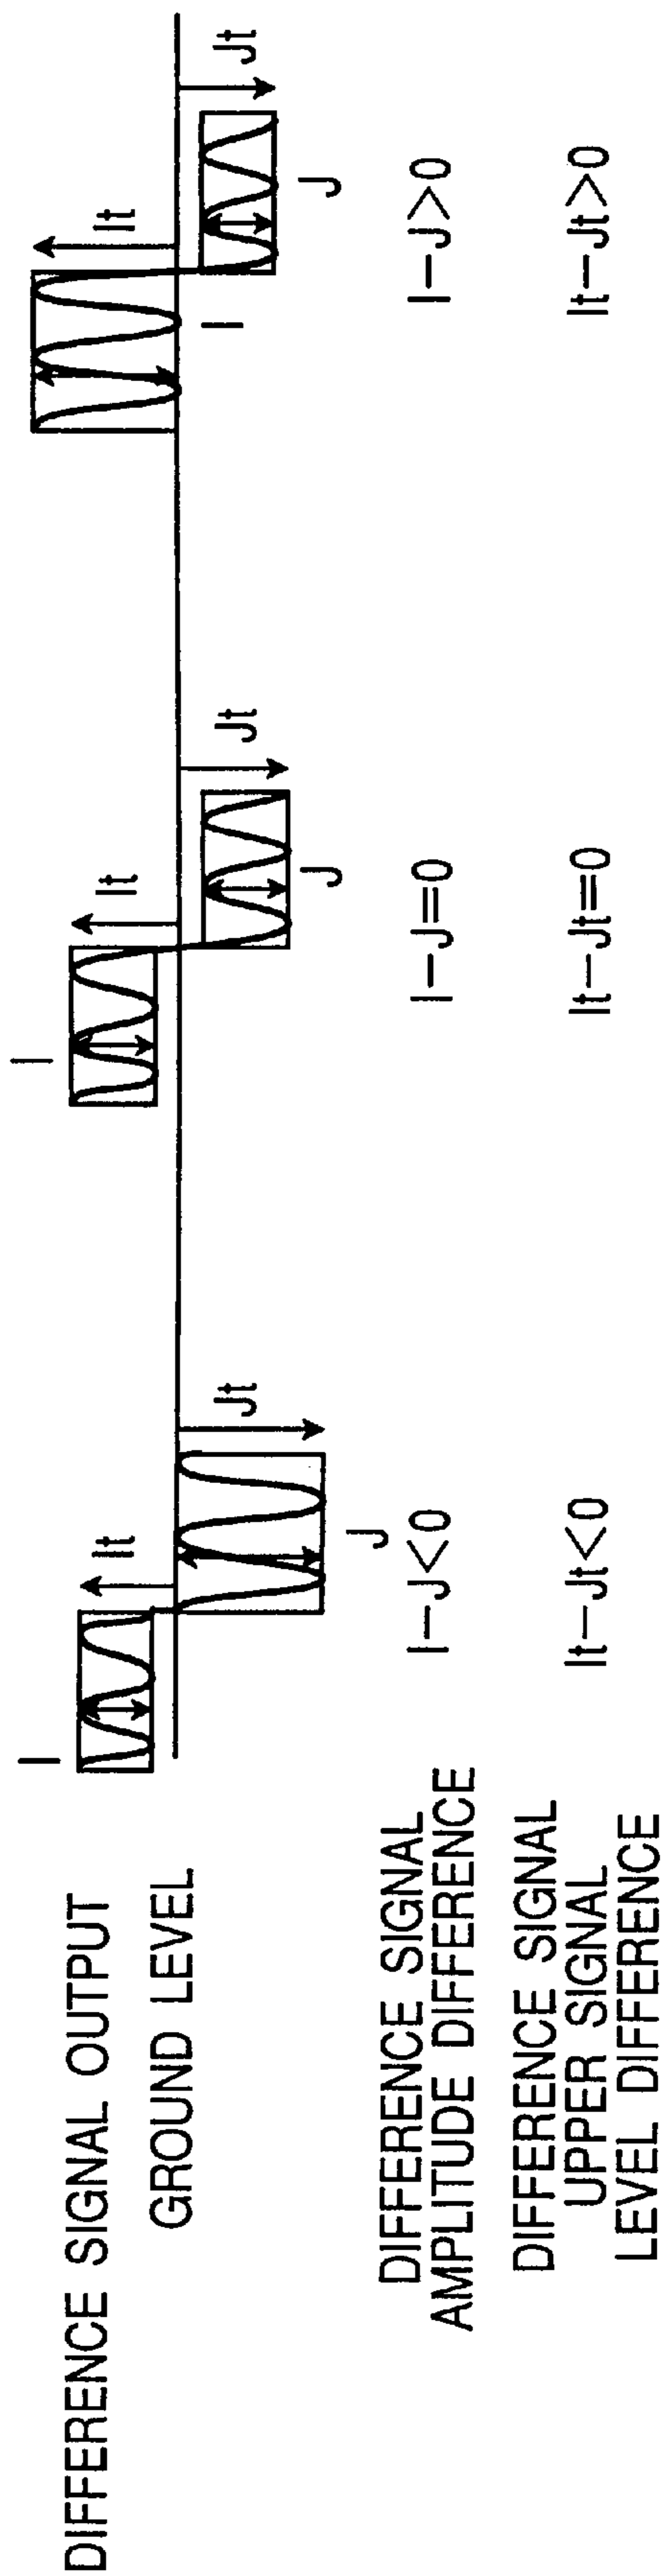 DIFFERENCE SIGNAL OUTPUT
GROUND LEVEL
I
It
Jt
J
I
It
Jt
J
It
I
Jt
J
DIFFERENCE SIGNAL
AMPLITUDE DIFFERENCE
I-J<0
I-J=0
I-J>0
DIFFERENCE SIGNAL
UPPER SIGNAL
LEVEL DIFFERENCE
It-Jt<0
It-Jt=0
It-Jt>0